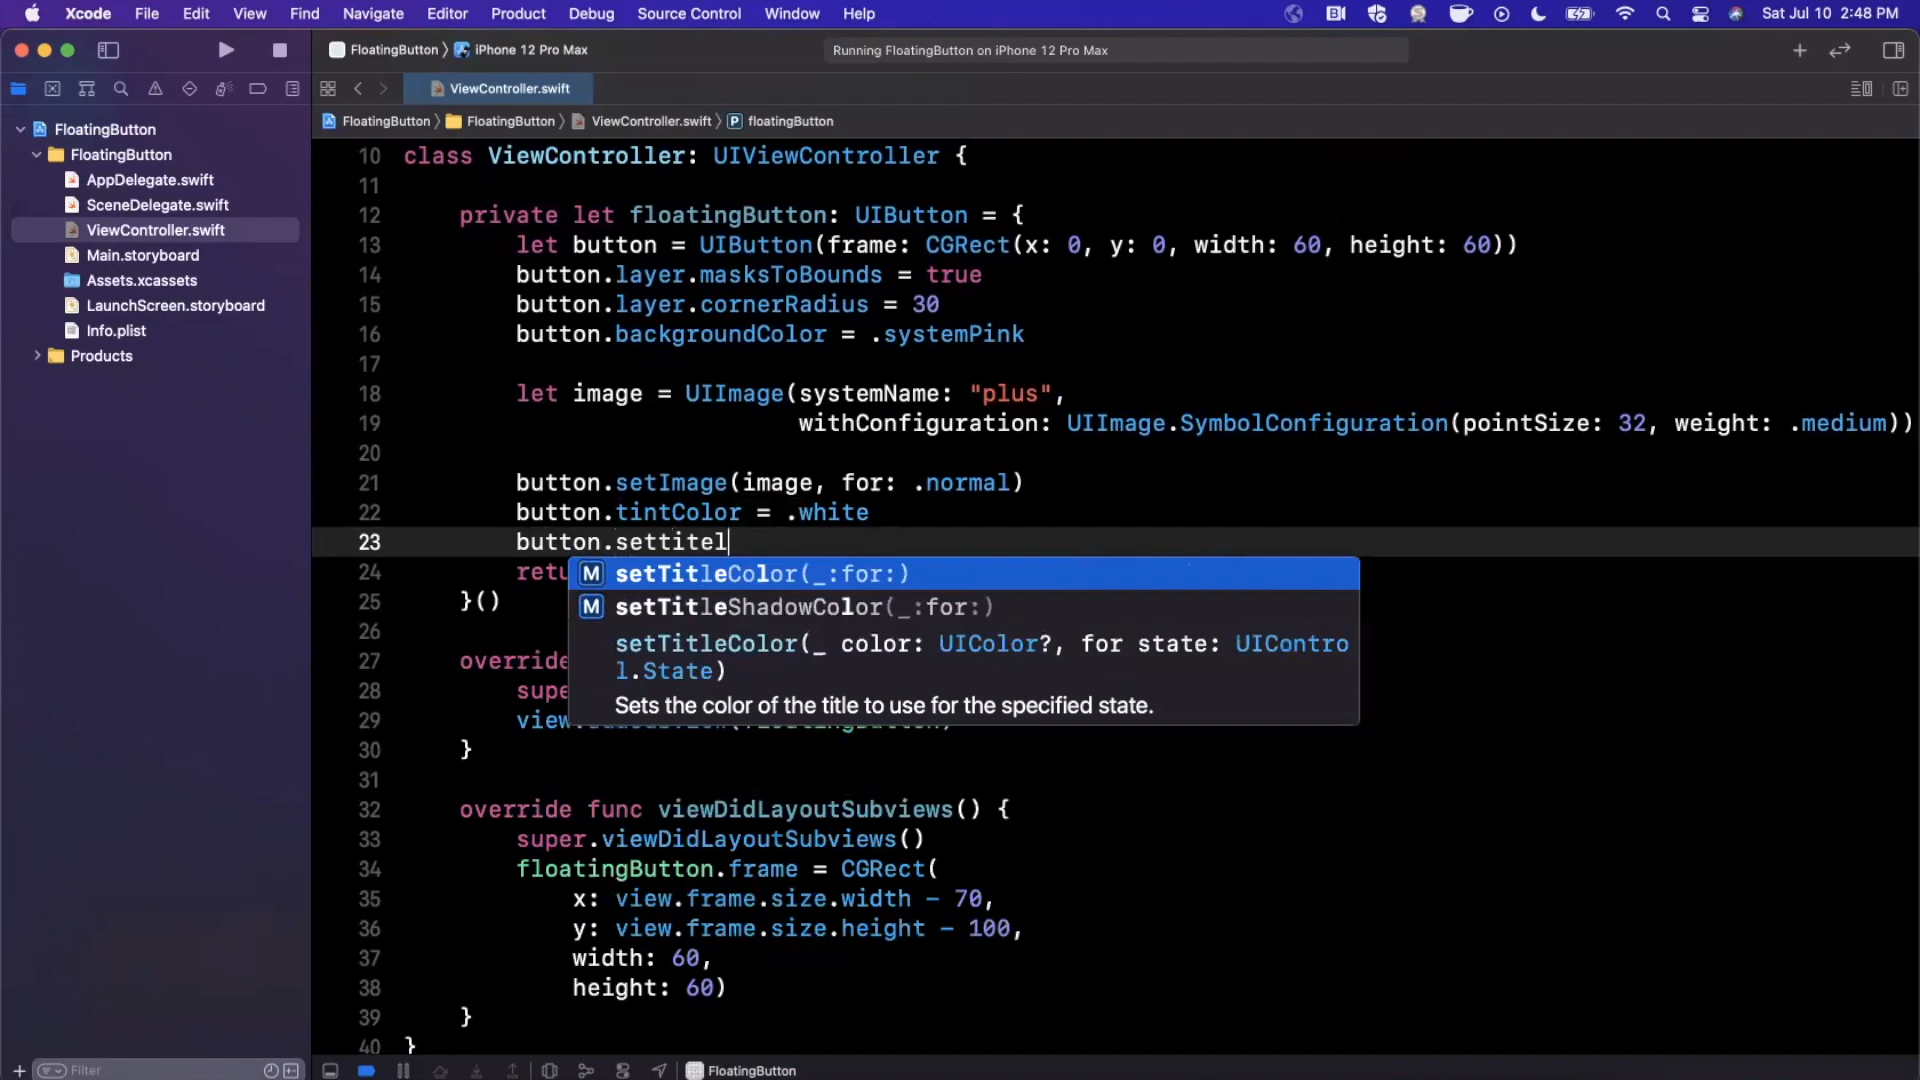 Xcode File Edit View Find Navigate Editor Product Debug Source Control Window Help Sat Jul 10 2:48 PM
FloatingButton 〉 iPhone 12 Pro Max
Running FloatingButton on iPhone 12 Pro Max
ViewController.swift
FloatingButton 〉 FloatingButton 〉 ViewController.swift 〉 P floatingButton
FloatingButton
FloatingButton
AppDelegate.swift
SceneDelegate.swift
ViewController.swift
Main.storyboard
Assets.xcassets
LaunchScreen.storyboard
Info.plist
Products
10 class ViewController: UIViewController {
11
12 private let floatingButton: UIButton = {
13 let button = UIButton(frame: CGRect(x: 0, y: 0, width: 60, height: 60))
14 button.layer.masksToBounds = true
15 button.layer.cornerRadius = 30
16 button.backgroundColor = .systemPink
17
18 let image = UIImage(systemName: "plus",
19 withConfiguration: UIImage.SymbolConfiguration(pointSize: 32, weight: .medium))
20
21 button.setImage(image, for: .normal)
22 button.tintColor = .white
23 button.settitel
M setTitleColor(_:for:)
M setTitleShadowColor(_:for:)
setTitleColor(_ color: UIColor?, for state: UIContro
l.State)
Sets the color of the title to use for the specified state.
24 retu
25 }()
26
27 override
28 supe
29 view
30 }
31
32 override func viewDidLayoutSubviews() {
33 super.viewDidLayoutSubviews()
34 floatingButton.frame = CGRect(
35 x: view.frame.size.width - 70,
36 y: view.frame.size.height - 100,
37 width: 60,
38 height: 60)
39 }
40 }
Filter
FloatingButton